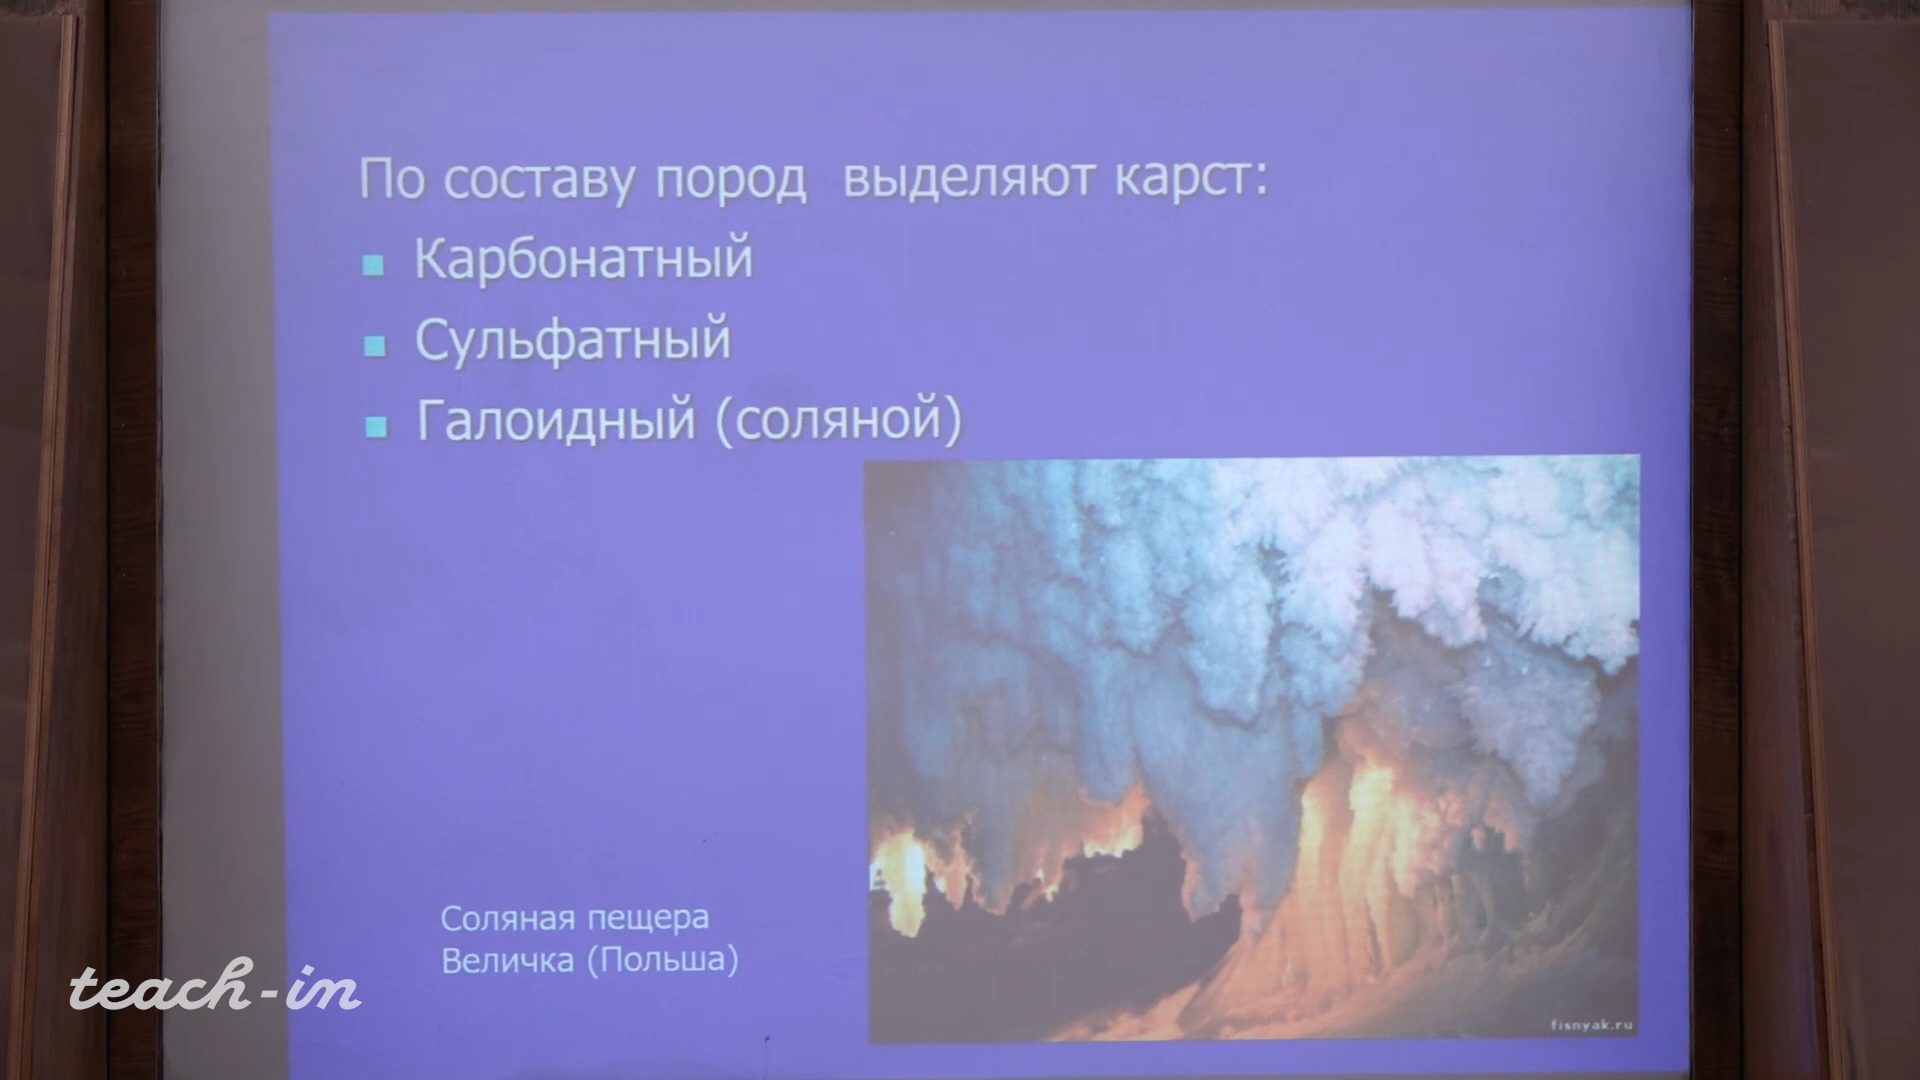 По составу пород выделяют карст:
Карбонатный
Сульфатный
Галоидный (соляной)
Соляная пещера
Величка (Польша)
teach-in
fisnyak.ru